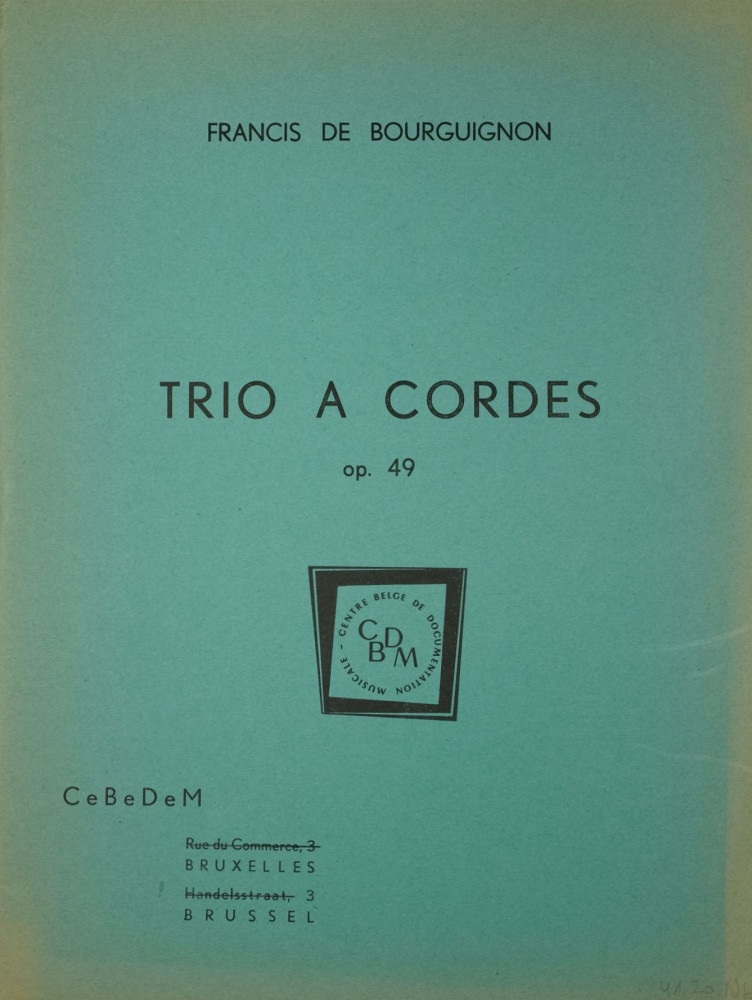 FRANCIS DE BOURGUIGNON
TRIO A CORDES
op. 49
CENTRE BELGE DE DOCUMENTATION MUSICALE -
CBDM
CeBeDeM
Rue du Commerce, 3
BRUXELLES
Handelsstraat, 3
BRUSSEL